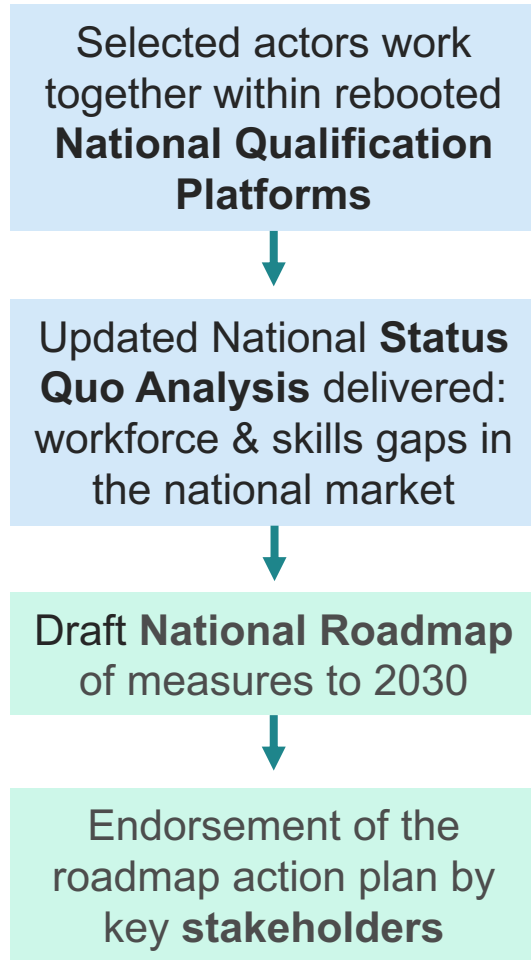 Selected actors work
together within rebooted
National Qualification
Platforms
Updated National Status
Quo Analysis delivered:
workforce & skills gaps in
the national market
Draft National Roadmap
of measures to 2030
Endorsement of the
roadmap action plan by
key stakeholders